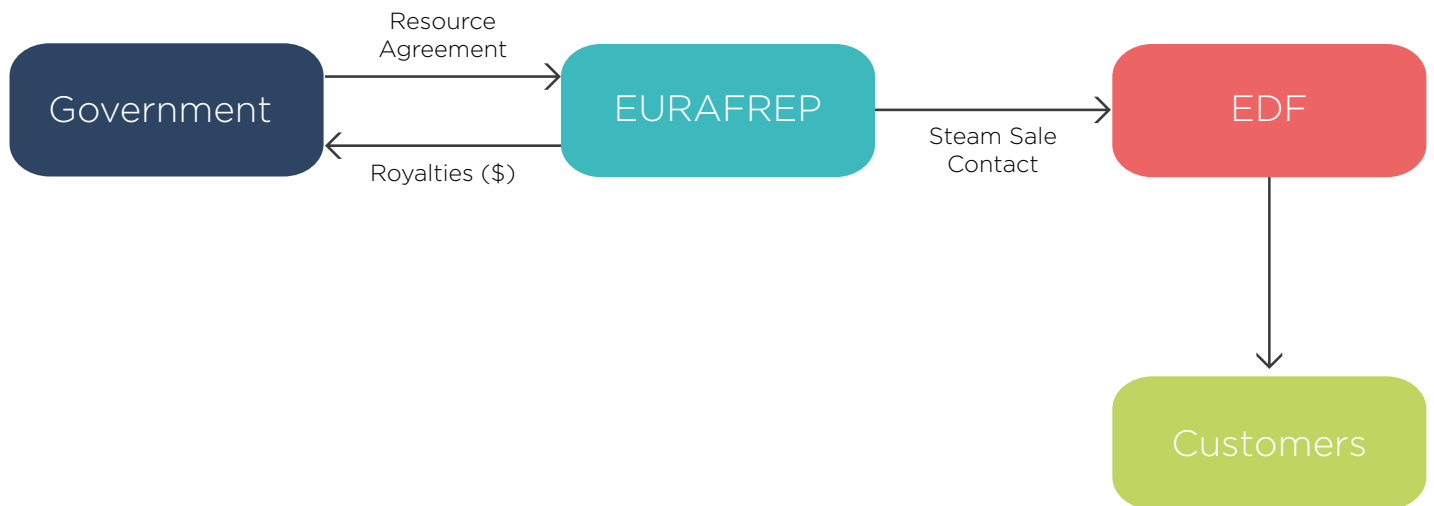 Resource
Agreement
Government
EURAFREP
EDF
Royalties ($)
Steam Sale
Contact
Customers